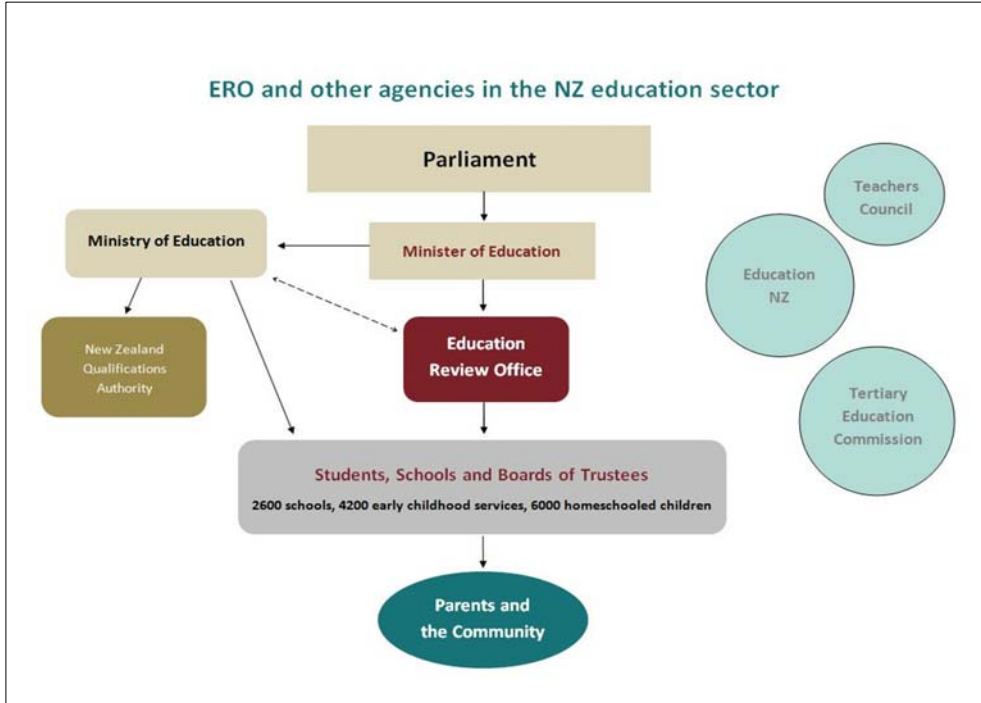 ERO and other agencies in the NZ education sector
Parliament
Teachers
Council
Ministry of Education
Minister of Education
Education
NZ
New Zealand
Qualifications
Authority
Education
Review Office
Tertiary
Education
Commission
Students, Schools and Boards of Trustees
2600 schools, 4200 early childhood services, 6000 homeschooled children
Parents and
the Community